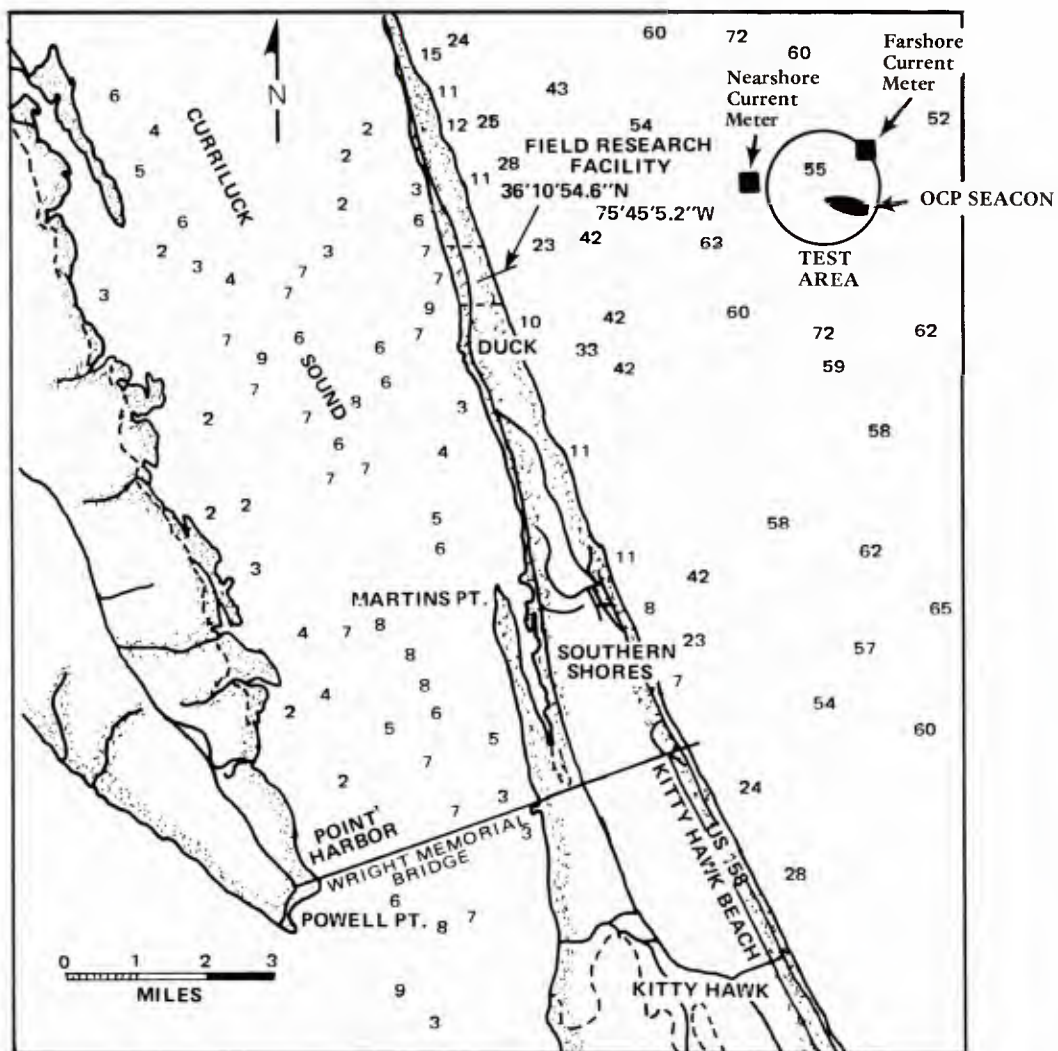 15 24 60 72 60
Farshore
Current
Meter
Nearshore
Current
Meter
6 11 43
N
52
4 CURRILUCK 2 12 25 54
FIELD RESEARCH
FACILITY
5 2 11 28 55
36'10'54.6"N
3
75'45'5.2"W
OCP SEACON
2 6
6
2 3 7 23 42 63
TEST
AREA
3 4 7 7
3 7 9 10 42 60
7 6 7 72 62
9 SOUND 6 DUCK 33 59
7 6 42
2 7 8 3
58
6 4 11
7 7
2 2 5 58
6 11 62
3 42
MARTINS PT.
8 65
4 7 8
23
8 SOUTHERN
SHORES
57
8 7
4 54
2 6
5 5 60
7
2 24
3
7
POINT
HARBOR
WRIGHT MEMORIAL
BRIDGE
3
KITTY HAWK BEACH
US 158
28
6
POWELL PT. 8 7
0 1 2 3
MILES
9
KITTY HAWK
3